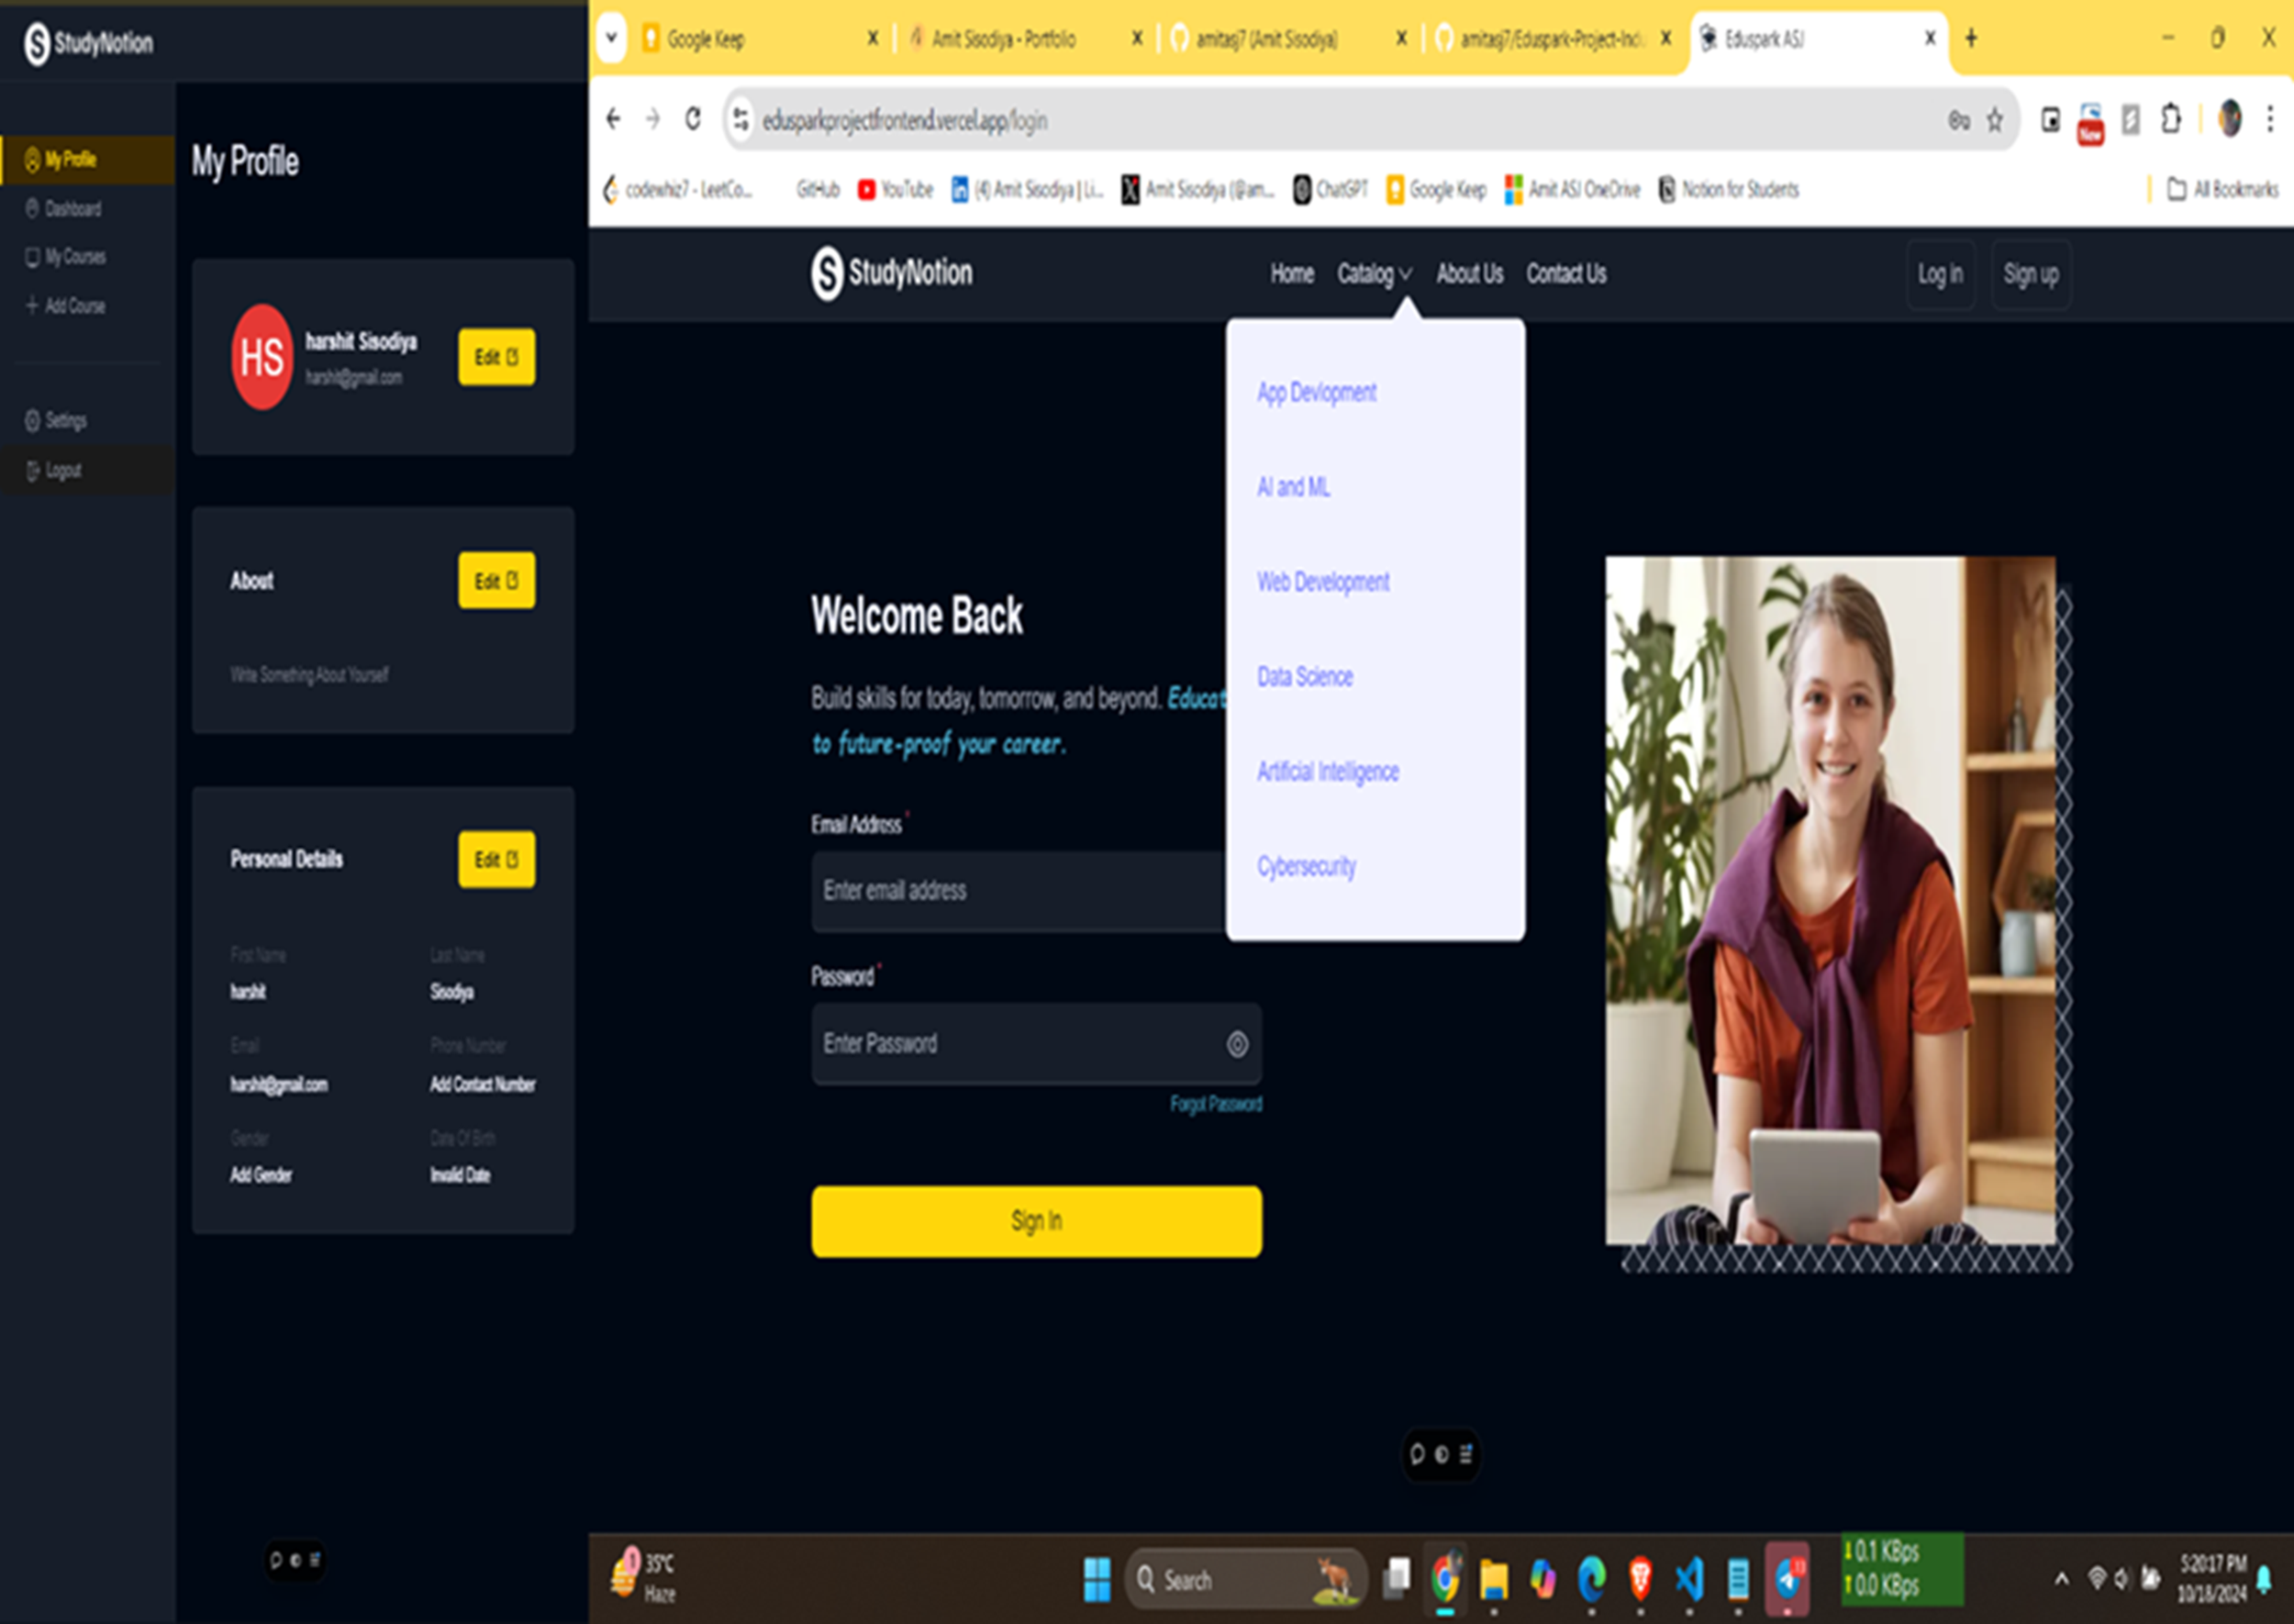 StudyNotion
My Profile
Dashboard
My Courses
Add Course
Settings
Logout
My Profile
HS
harshit Sisodiya
harshit@gmail.com
Edit
About
Edit
Write Something About Yourself
Personal Details
Edit
First Name
Last Name
harshit
Sisodiya
Email
Phone Number
harshit@gmail.com
Add Contact Number
Gender
Date Of Birth
Add Gender
Invalid Date
Google Keep
Amit Sisodiya - Portfolio
amitasj7 (Amit Sisodiya)
amitasj7/Eduspark-Project-Indu
Eduspark ASJ
edusparkprojectfrontend.vercel.app/login
New
codewhiz7 - LeetCo...
GitHub
YouTube
(4) Amit Sisodiya | Li...
Amit Sisodiya (@am...
ChatGPT
Google Keep
Amit ASJ OneDrive
Notion for Students
All Bookmarks
StudyNotion
Home
Catalog
About Us
Contact Us
Log in
Sign up
App Devlopment
AI and ML
Web Development
Data Science
Artificial Intelligence
Cybersecurity
Welcome Back
Build skills for today, tomorrow, and beyond. Educat
to future-proof your career.
Email Address *
Enter email address
Password *
Enter Password
Forgot Password
Sign In
1
35°C
Haze
Search
0.1 KBps
0.0 KBps
5:20:17 PM
10/18/2024